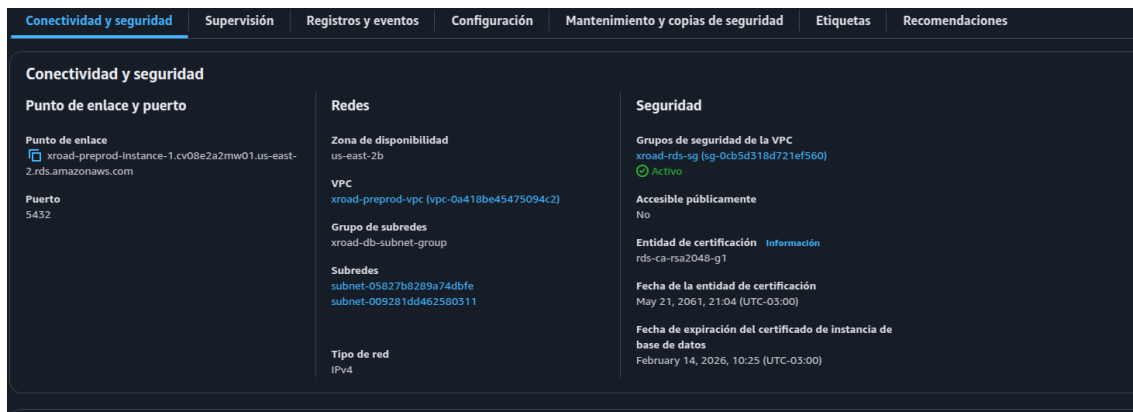 Conectividad y seguridad
Supervisión
Registros y eventos
Configuración
Mantenimiento y copias de seguridad
Etiquetas
Recomendaciones
Conectividad y seguridad
Punto de enlace y puerto
Punto de enlace
xroad-preprod-instance-1.cv08e2a2mw01.us-east-
2.rds.amazonaws.com
Puerto
5432
Redes
Zona de disponibilidad
us-east-2b
VPC
xroad-preprod-vpc (vpc-0a418be45475094c2)
Grupo de subredes
xroad-db-subnet-group
Subredes
subnet-05827b8289a74dbfe
subnet-009281dd462580311
Tipo de red
IPv4
Seguridad
Grupos de seguridad de la VPC
xroad-rds-sg (sg-0cb5d318d721ef560)
Activo
Accesible públicamente
No
Entidad de certificación Información
rds-ca-rsa2048-g1
Fecha de la entidad de certificación
May 21, 2061, 21:04 (UTC-03:00)
Fecha de expiración del certificado de instancia de
base de datos
February 14, 2026, 10:25 (UTC-03:00)